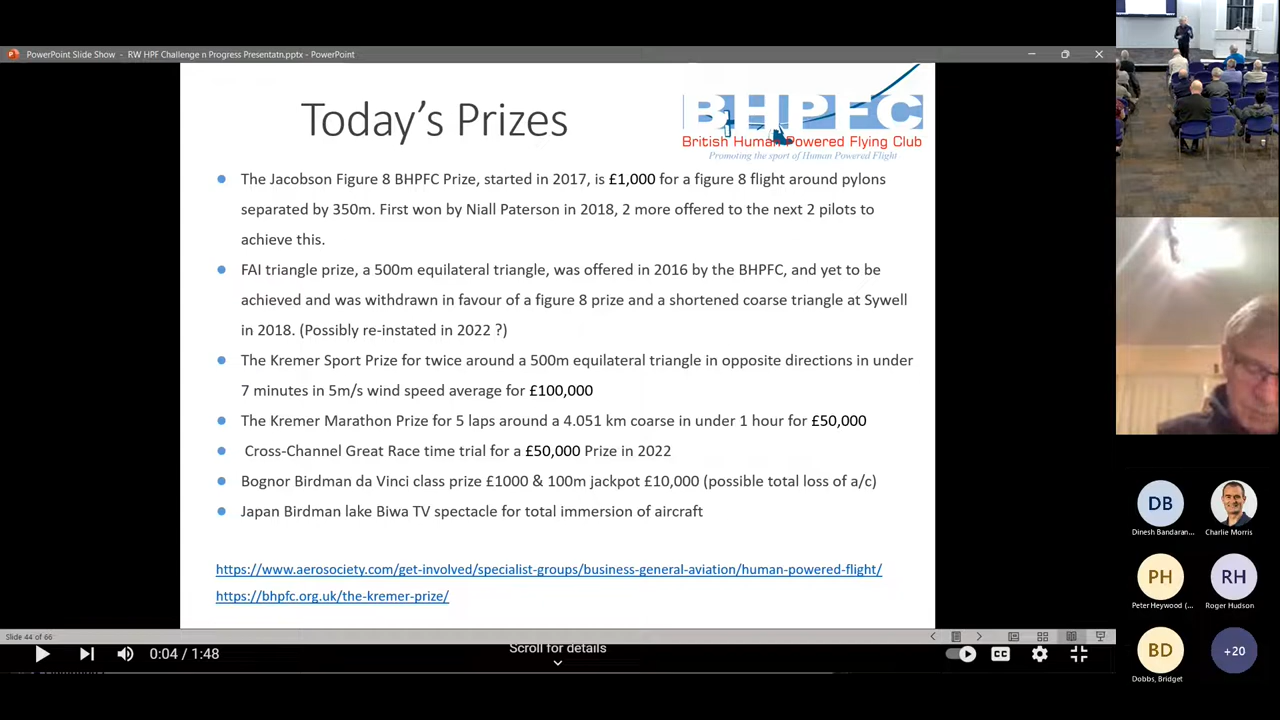 PowerPoint Slide Show - RW HPF Challenge n Progress Presentatn.pptx - PowerPoint
Today's Prizes
BHPFC
British Human Powered Flying Club
Promoting the sport of Human Powered Flight
The Jacobson Figure 8 BHPFC Prize, started in 2017, is £1,000 for a figure 8 flight around pylons
separated by 350m. First won by Niall Paterson in 2018, 2 more offered to the next 2 pilots to
achieve this.
FAI triangle prize, a 500m equilateral triangle, was offered in 2016 by the BHPFC, and yet to be
achieved and was withdrawn in favour of a figure 8 prize and a shortened coarse triangle at Sywell
in 2018. (Possibly re-instated in 2022 ?)
The Kremer Sport Prize for twice around a 500m equilateral triangle in opposite directions in under
7 minutes in 5m/s wind speed average for £100,000
The Kremer Marathon Prize for 5 laps around a 4.051 km coarse in under 1 hour for £50,000
Cross-Channel Great Race time trial for a £50,000 Prize in 2022
Bognor Birdman da Vinci class prize £1000 & 100m jackpot £10,000 (possible total loss of a/c)
Japan Birdman lake Biwa TV spectacle for total immersion of aircraft
https://www.aerosociety.com/get-involved/specialist-groups/business-general-aviation/human-powered-flight/
https://bhpfc.org.uk/the-kremer-prize/
Slide 44 of 66
0:04 / 1:48
Scroll for details
CC
DB
Dinesh Bandaran...
Charlie Morris
PH
Peter Heywood (...
RH
Roger Hudson
BD
Dobbs, Bridget
+20